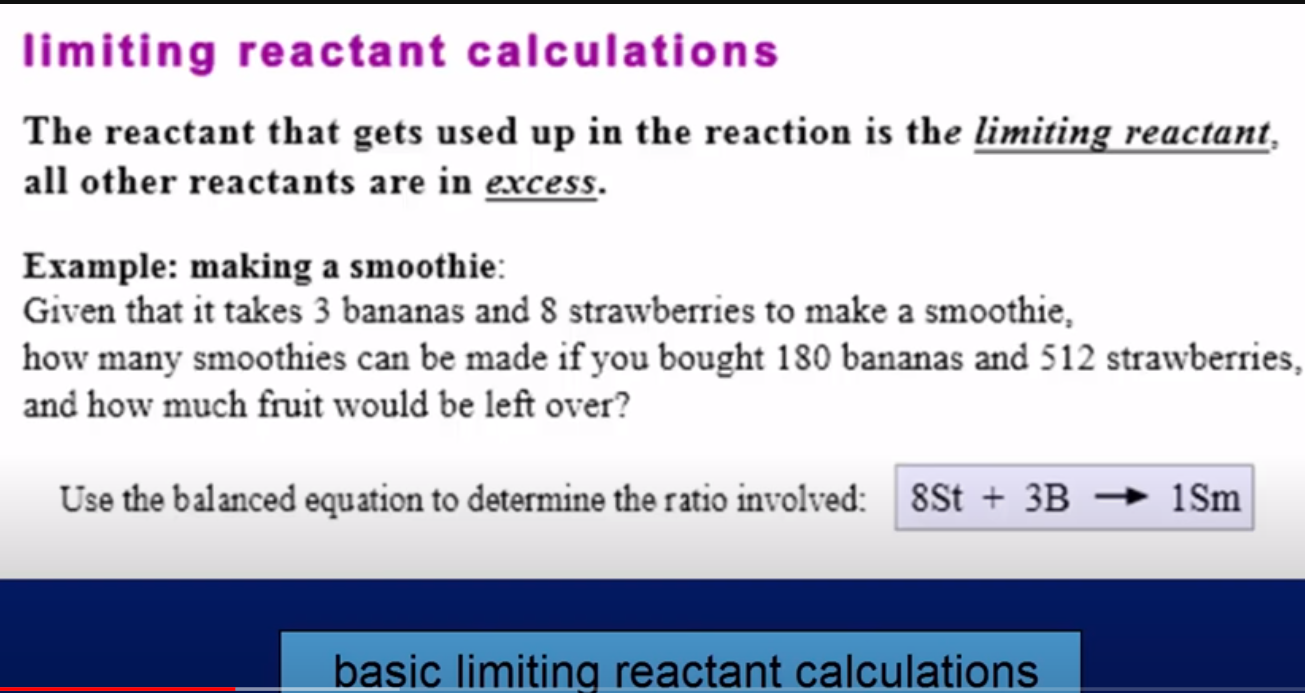 limiting reactant calculations
The reactant that gets used up in the reaction is the limiting reactant,
all other reactants are in excess.
Example: making a smoothie:
Given that it takes 3 bananas and 8 strawberries to make a smoothie,
how many smoothies can be made if you bought 180 bananas and 512 strawberries,
and how much fruit would be left over?
Use the balanced equation to determine the ratio involved: 8St + 3B → 1Sm
basic limiting reactant calculations